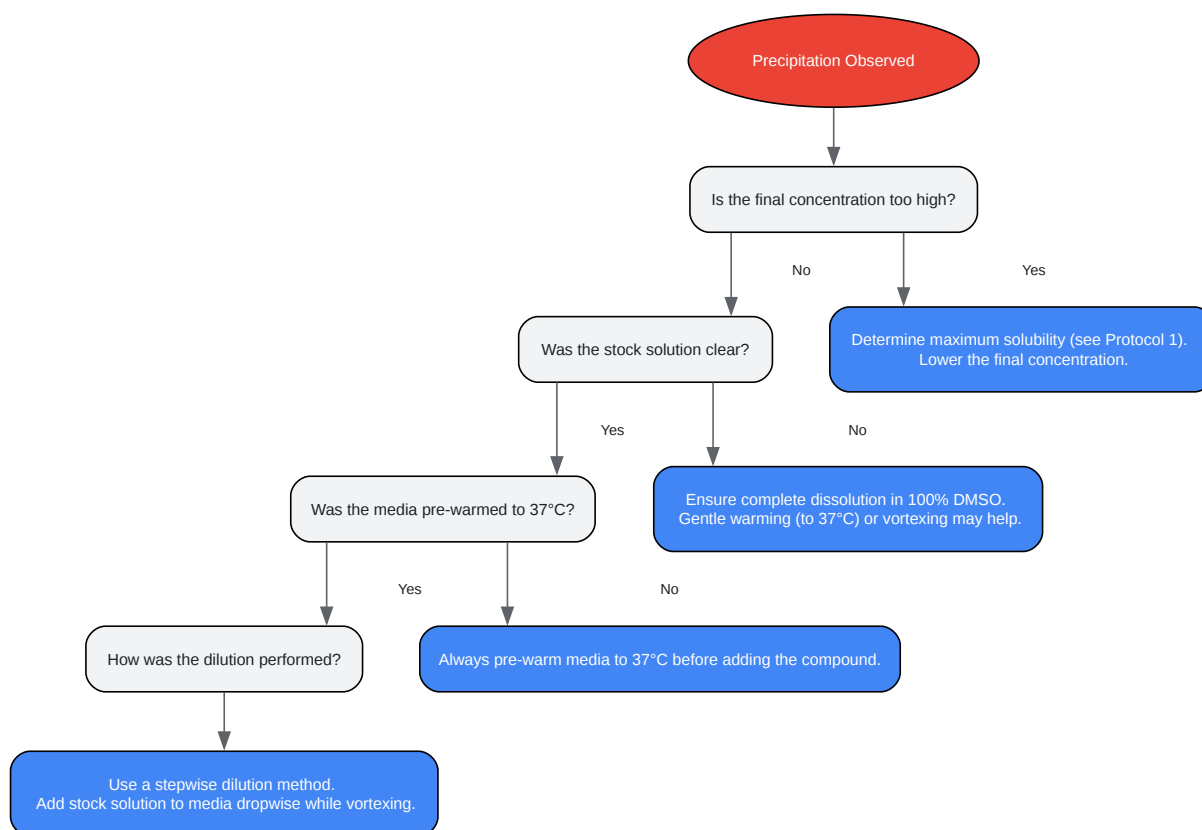 Precipitation Observed
Is the final concentration too high?
No
Yes
Determine maximum solubility (see Protocol 1).
Lower the final concentration.
Was the stock solution clear?
Yes
No
Ensure complete dissolution in 100% DMSO.
Gentle warming (to 37°C) or vortexing may help.
Was the media pre-warmed to 37°C?
Yes
No
Always pre-warm media to 37°C before adding the compound.
How was the dilution performed?
Use a stepwise dilution method.
Add stock solution to media dropwise while vortexing.